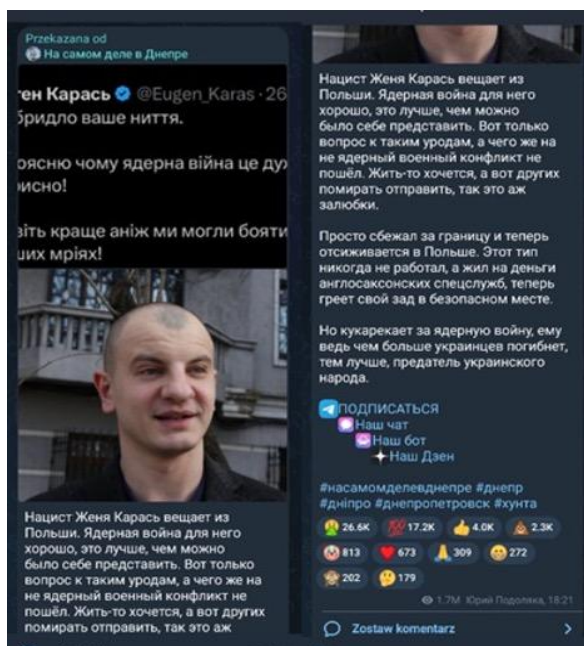 Przekazana od
На самом деле в Днепре
ген Карась @Eugen_Karas · 26
бридло ваше ниття.
оясню чому ядерна війна це ду
исно!
віть краще аніж ми могли бояти
ших мріях!
Нацист Женя Карась вещает из
Польши. Ядерная война для него
хорошо, это лучше, чем можно
было себе представить. Вот только
вопрос к таким уродам, а чего же на
не ядерный военный конфликт не
пошёл. Жить-то хочется, а вот других
помирать отправить, так это аж
Нацист Женя Карась вещает из
Польши. Ядерная война для него
хорошо, это лучше, чем можно
было себе представить. Вот только
вопрос к таким уродам, а чего же на
не ядерный военный конфликт не
пошёл. Жить-то хочется, а вот других
помирать отправить, так это аж
залюбки.
Просто сбежал за границу и теперь
отсиживается в Польше. Этот тип
никогда не работал, а жил на деньги
англосаксонских спецслужб, теперь
греет свой зад в безопасном месте.
Но кукарекает за ядерную войну, ему
ведь чем больше украинцев погибнет,
тем лучше, предатель украинского
народа.
ПОДПИСАТЬСЯ
Наш чат
Наш бот
Наш Дзен
#насамомделевднепре #днепр
#дніпро #днепропетровск #хунта
26.6K 100 17.2K 4.0K 2.3K
813 673 309 272
202 179
1.7M Юрий Подоляка, 18:21
Zostaw komentarz